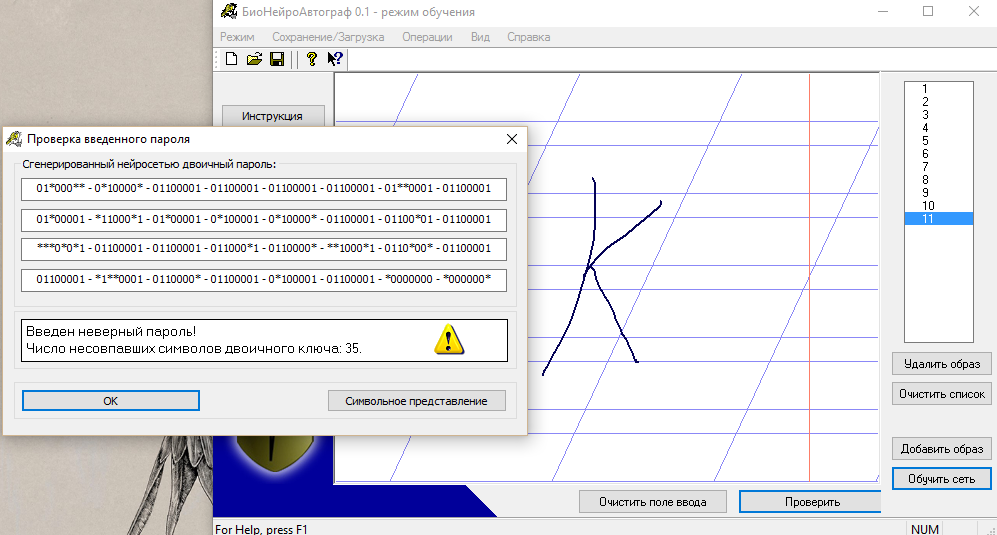 БиоНейроАвтограф 0.1 - режим обучения
Режим Сохранение/Загрузка Операции Вид Справка
Инструкция
Проверка введенного пароля
Сгенерированный нейросетью двоичный пароль:
01*000** - 0*10000* - 01100001 - 01100001 - 01100001 - 01100001 - 01**0001 - 01100001
01*00001 - *11000*1 - 01*00001 - 0*100001 - 0*10000* - 01100001 - 01100*01 - 01100001
***0*0*1 - 01100001 - 01100001 - 011000*1 - 0110000* - **1000*1 - 0110*00* - 01100001
01100001 - *1**0001 - 0110000* - 01100001 - 0*100001 - 01100001 - *0000000 - *000000*
Введен неверный пароль!
Число несовпавших символов двоичного ключа: 35.
OK
Символьное представление
K
1
2
3
4
5
6
7
8
9
10
11
Удалить образ
Очистить список
Добавить образ
Обучить сеть
Очистить поле ввода
Проверить
For Help, press F1
NUM